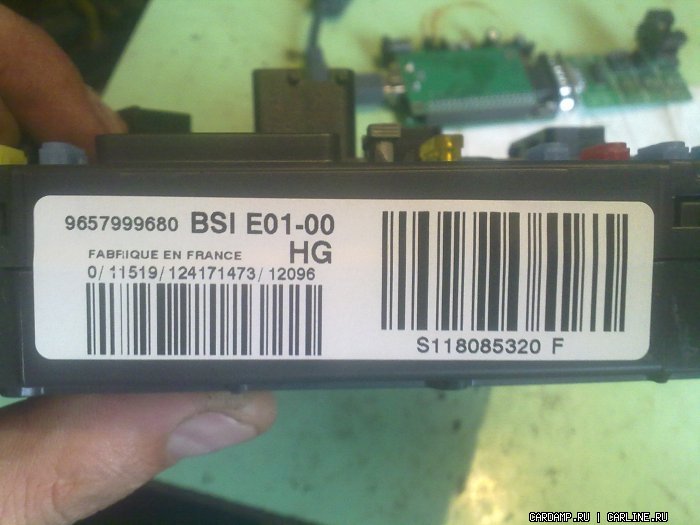 9657999680 BSI E01-00
HG
FABRIQUE EN FRANCE
0/11519/124171473/12096
S118085320 F
CARDAMP.RU | CARLINE.RU